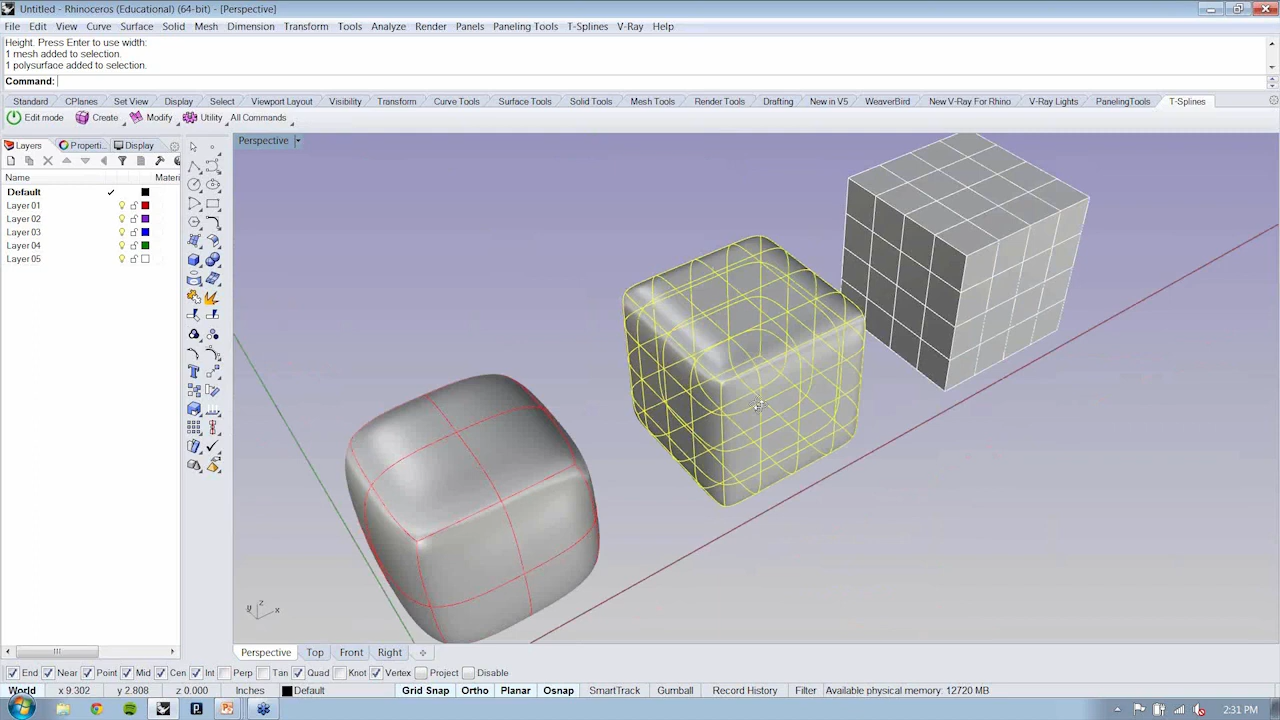 Untitled - Rhinoceros (Educational) (64-bit) - [Perspective]
File Edit View Curve Surface Solid Mesh Dimension Transform Tools Analyze Render Panels Paneling Tools T-Splines V-Ray Help
Height. Press Enter to use width:
1 mesh added to selection.
1 polysurface added to selection.
Command:
Standard CPlanes Set View Display Select Viewport Layout Visibility Transform Curve Tools Surface Tools Solid Tools Mesh Tools Render Tools Drafting New in V5 WeaverBird New V-Ray For Rhino V-Ray Lights PanelingTools T-Splines
Edit mode Create Modify Utility All Commands
Layers Properti... Display
Perspective
Name Materi
Default
Layer 01
Layer 02
Layer 03
Layer 04
Layer 05
y z x
Perspective Top Front Right
End Near Point Mid Cen Int Perp Tan Quad Knot Vertex Project Disable
World x 9.302 y 2.808 z 0.000 Inches Default Grid Snap Ortho Planar Osnap SmartTrack Gumball Record History Filter Available physical memory: 12720 MB
2:31 PM